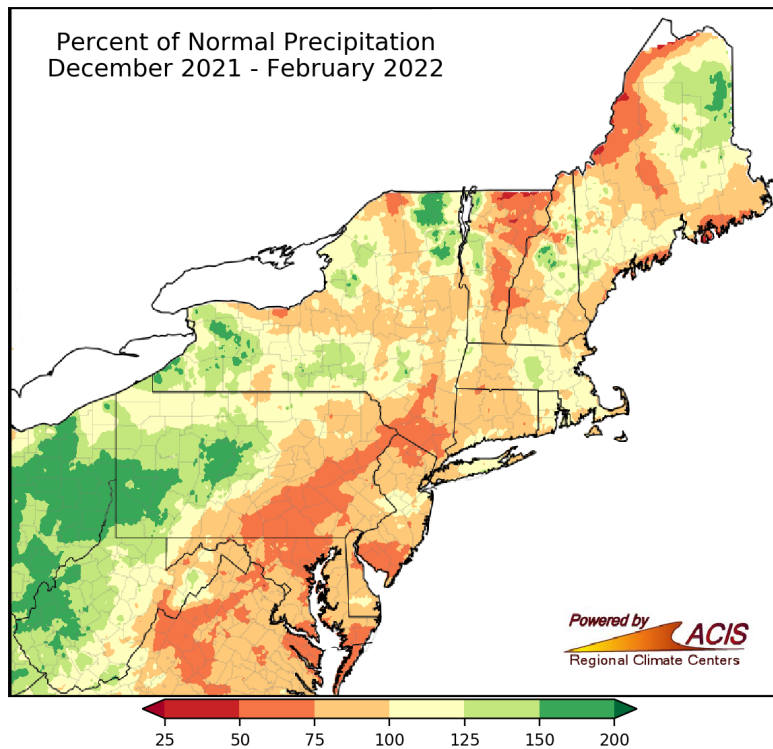 Percent of Normal Precipitation
December 2021 - February 2022
Powered by
ACIS
Regional Climate Centers
25 50 75 100 125 150 200